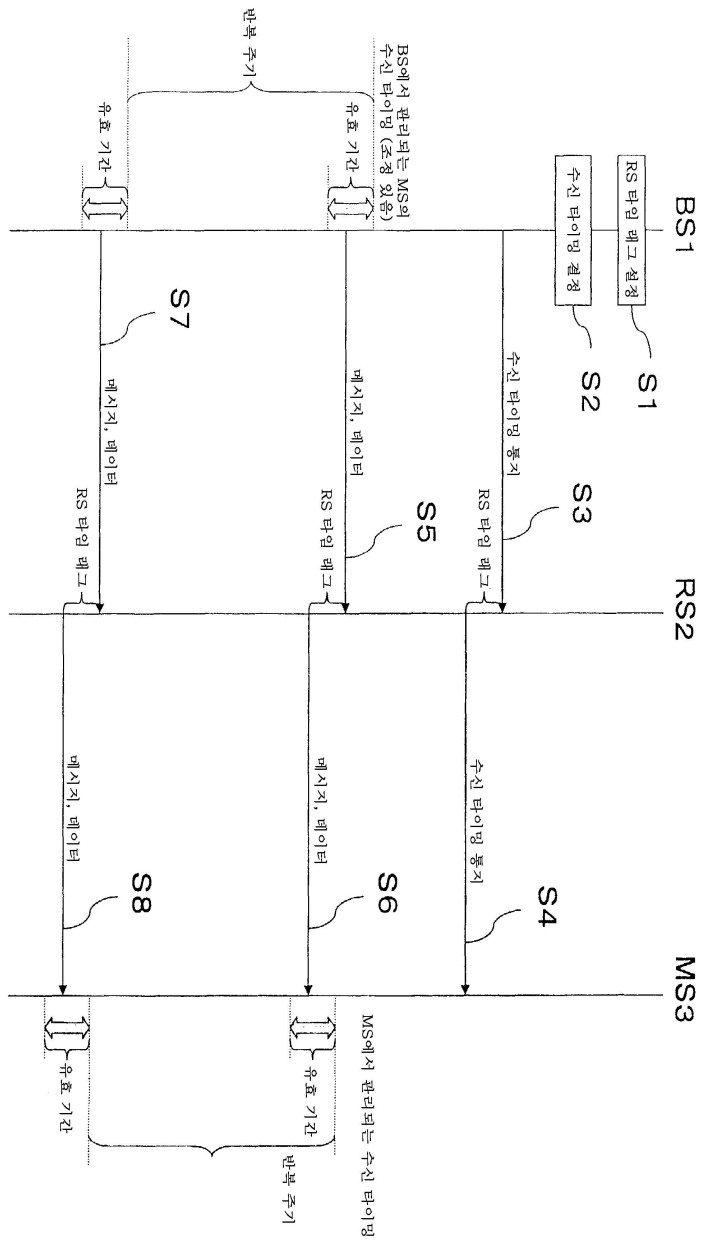 BS1
RS2
MS3
RS 타임 래그 설정
S1
수신 타이밍 결정
S2
수신 타이밍 통지
S3
RS 타임 래그
수신 타이밍 통지
S4
BS에서 관리되는 MS의
수신 타이밍 (조정 있음)
MS에서 관리되는 수신 타이밍
유효 기간
메시지, 데이터
S5
RS 타임 래그
메시지, 데이터
S6
유효 기간
반복 주기
반복 주기
유효 기간
S7
메시지, 데이터
RS 타임 래그
메시지, 데이터
S8
유효 기간